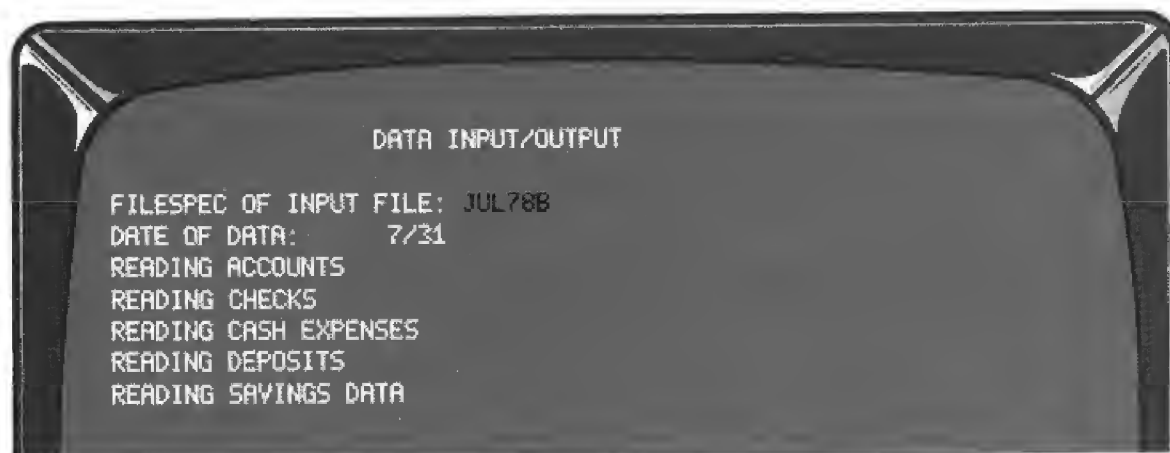 DATA INPUT/OUTPUT
FILESPEC OF INPUT FILE: JUL78B
DATE OF DATA: 7/31
READING ACCOUNTS
READING CHECKS
READING CASH EXPENSES
READING DEPOSITS
READING SAVINGS DATA